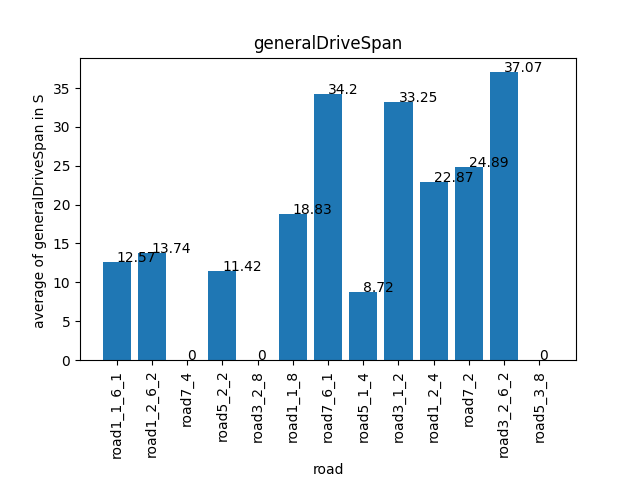 generalDriveSpan
average of generalDriveSpan in S
35
30
25
20
15
10
5
0
12.57
13.74
0
11.42
0
18.83
34.2
8.72
33.25
22.87
24.89
37.07
0
road1_1_6_1
road1_2_6_2
road7_4
road5_2_2
road3_2_8
road1_1_8
road7_6_1
road5_1_4
road3_1_2
road1_2_4
road7_2
road3_2_6_2
road5_3_8
road